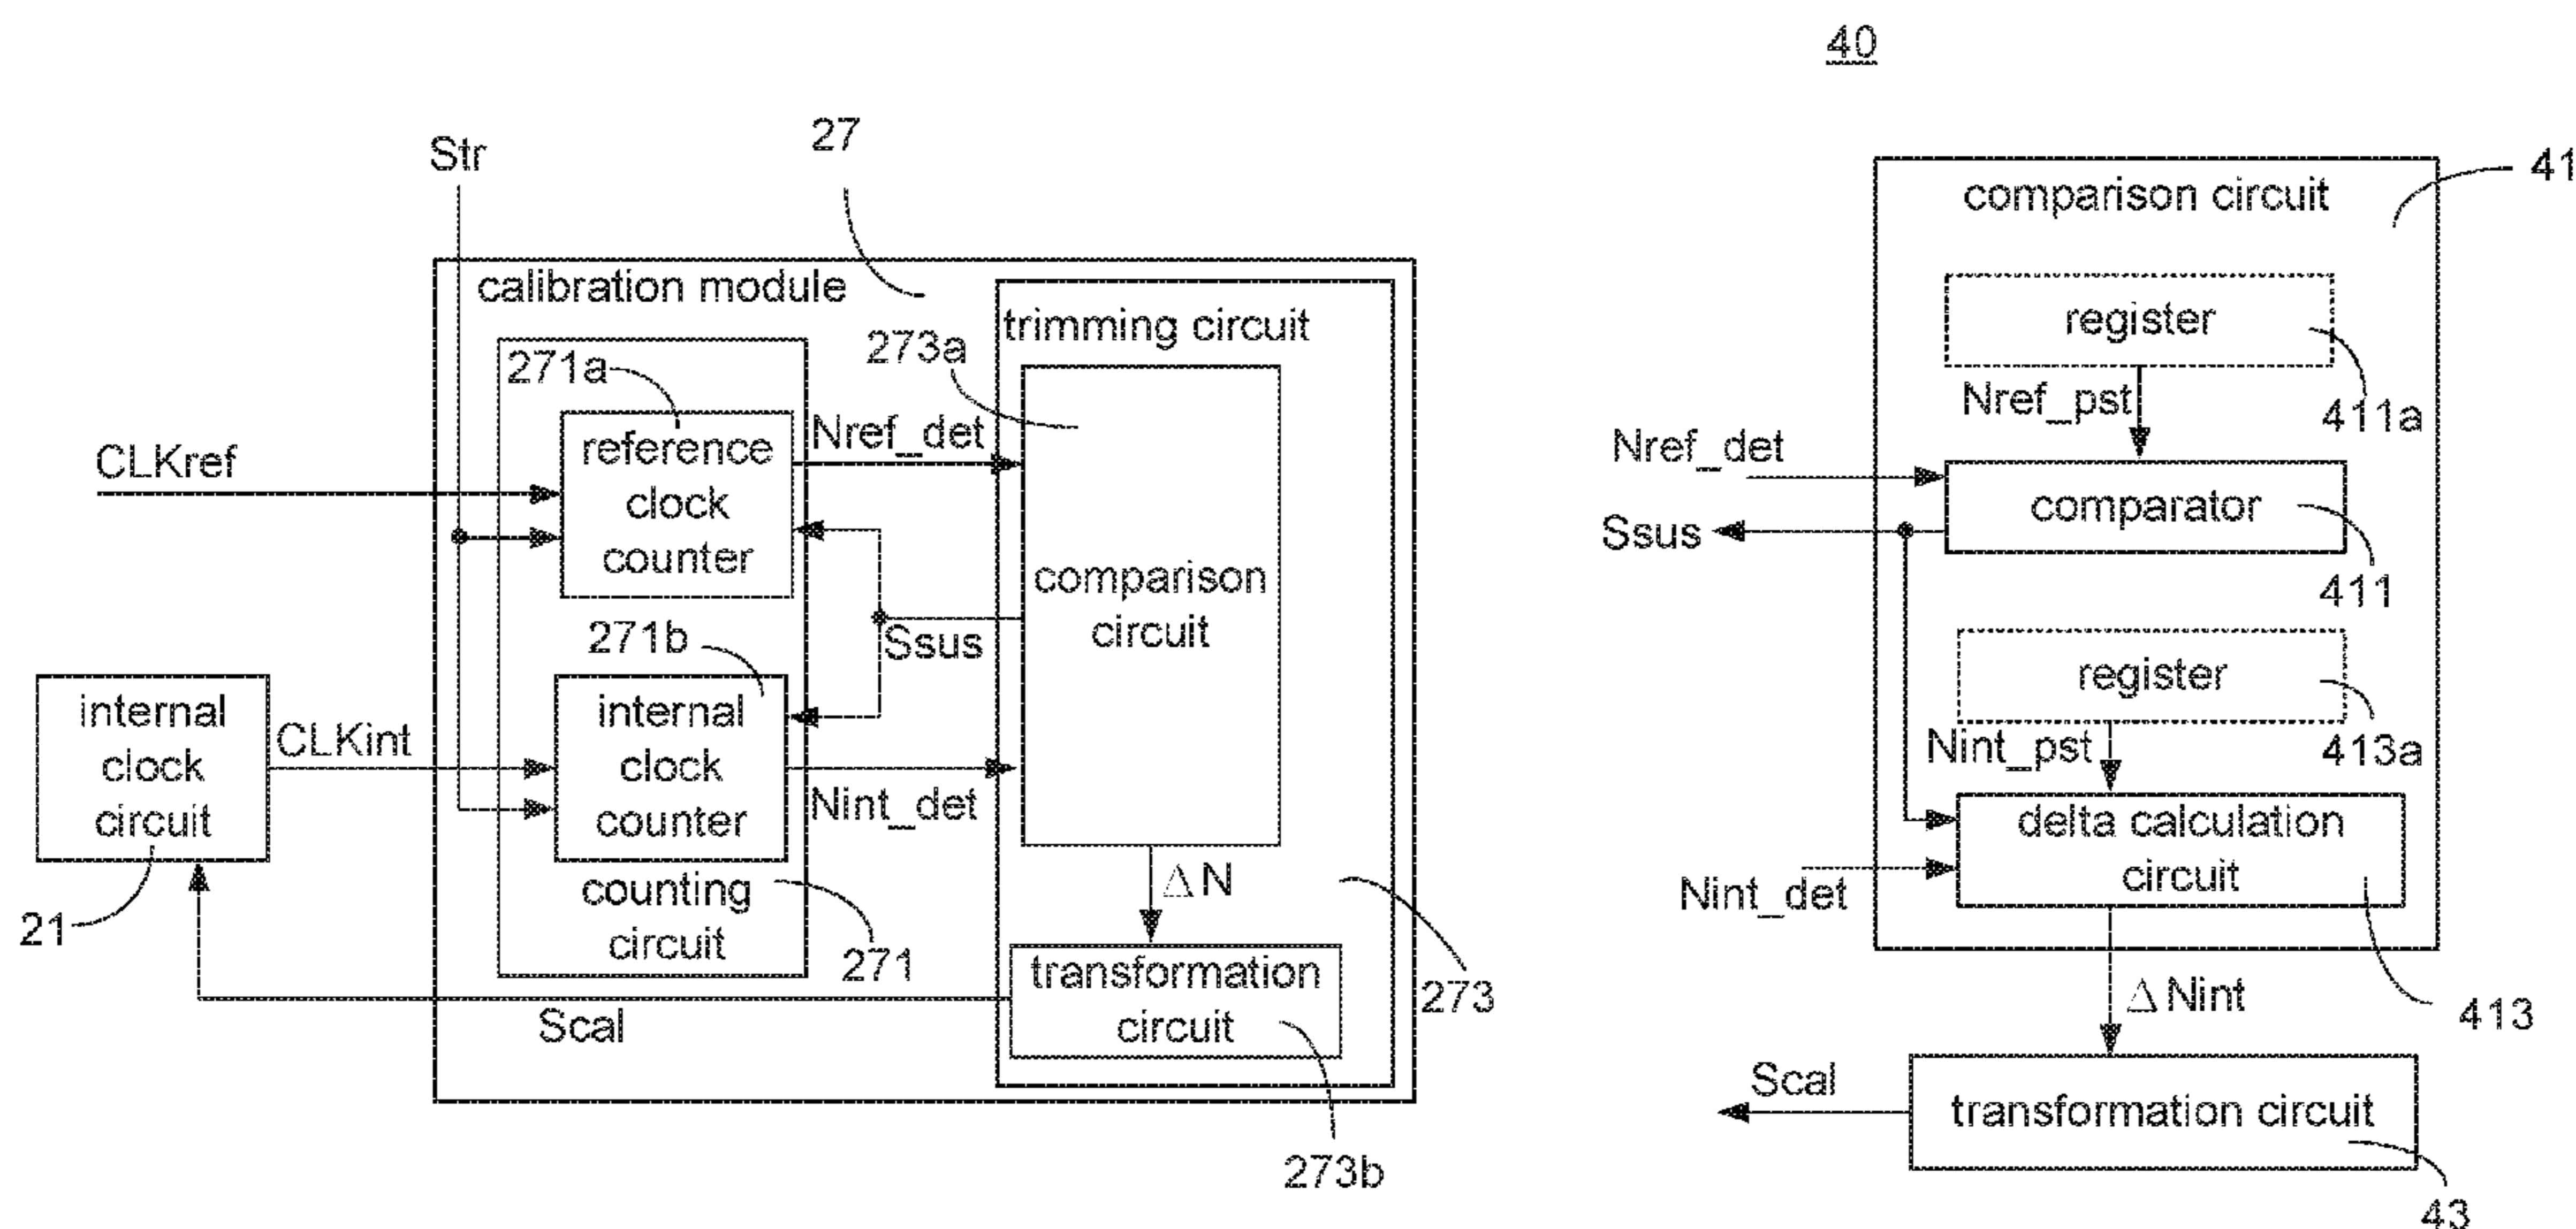 40
Str
27
41
calibration module
trimming circuit
273a
271a
reference
clock
counter
CLKref
Nref_det
comparison
circuit
Ssus
271b
internal
clock
circuit
CLKint
internal
clock
counter
Nint_det
counting
circuit
21
271
ΔN
transformation
circuit
273
Scal
273b
comparison circuit
register
Nref_pst
411a
Nref_det
comparator
Ssus
411
register
Nint_pst
413a
delta calculation
circuit
Nint_det
ΔNint
413
Scal
transformation circuit
43